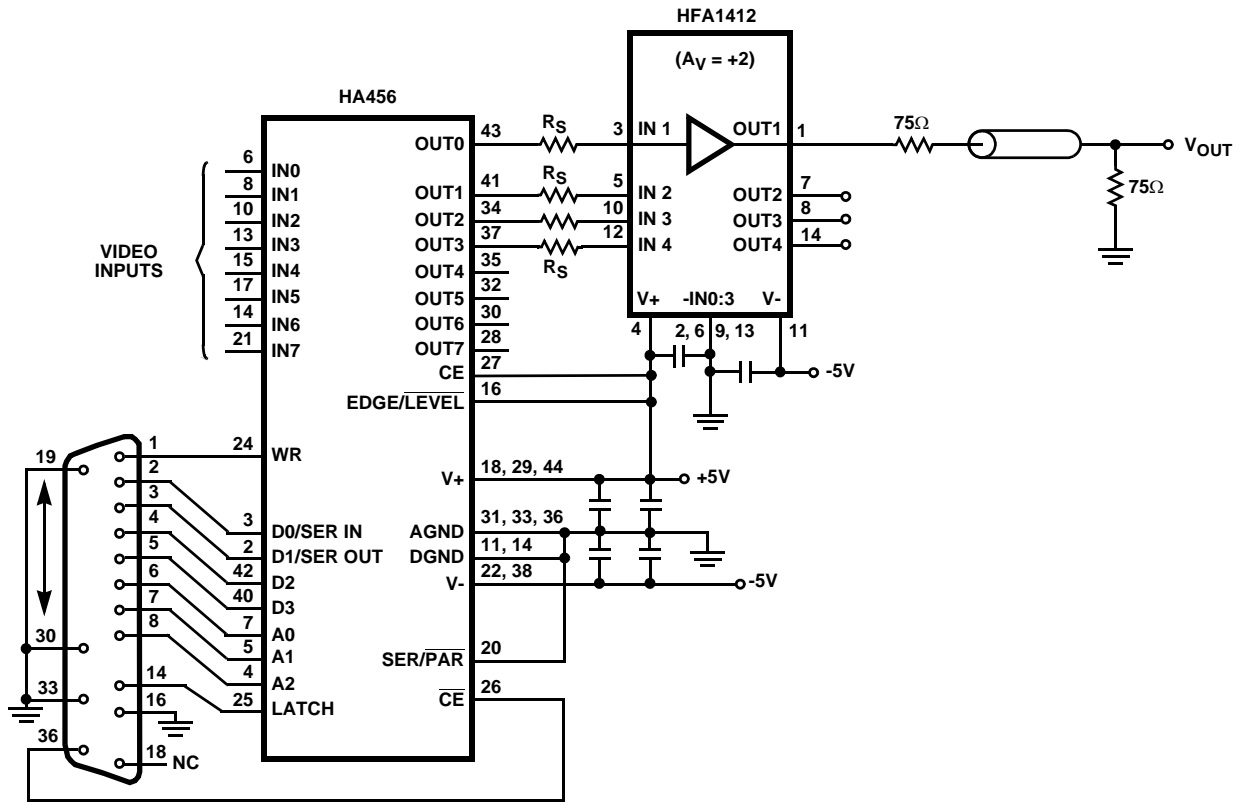 HFA1412
(AV = +2)
HA456
OUT0 43 RS 3 IN 1 OUT1 1 75Ω VOUT
75Ω
VIDEO INPUTS
6 IN0
8 IN1
10 IN2
13 IN3
15 IN4
17 IN5
14 IN6
21 IN7
OUT1 41 RS 5 IN 2 OUT2 7
OUT2 34 10 IN 3 OUT3 8
OUT3 37 RS 12 IN 4 OUT4 14
OUT4 35
OUT5 32
OUT6 30
OUT7 28
V+ -IN0:3 V-
4 2, 6 9, 13 11
-5V
CE 27
EDGE/LEVEL 16
V+ 18, 29, 44 +5V
AGND 31, 33, 36
DGND 11, 14
V- 22, 38 -5V
SER/PAR 20
CE 26
19 1 24 WR
2 3 D0/SER IN
3 2 D1/SER OUT
4 42 D2
5 40 D3
6 7 A0
7 5 A1
8 4 A2
30
14 25 LATCH
33 16
36 18 NC